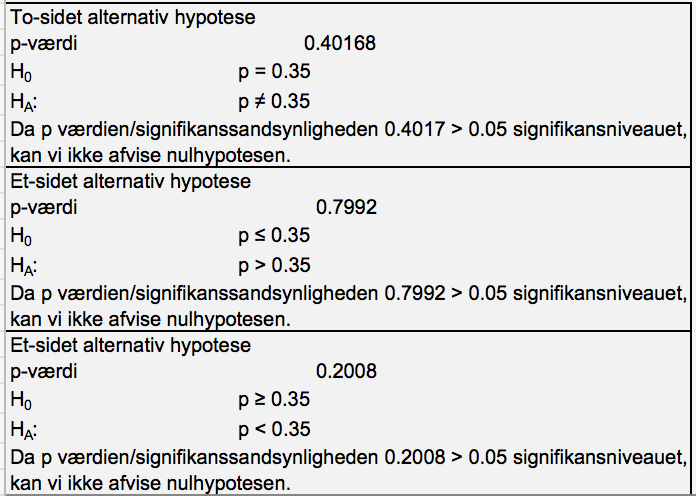 To-sidet alternativ hypotese
p-værdi 0.40168
H₀ p = 0.35
H_A: p ≠ 0.35
Da p værdien/signifikanssandsynligheden 0.4017 > 0.05 signifikansniveauet,
kan vi ikke afvise nulhypotesen.
Et-sidet alternativ hypotese
p-værdi 0.7992
H₀ p ≤ 0.35
H_A: p > 0.35
Da p værdien/signifikanssandsynligheden 0.7992 > 0.05 signifikansniveauet,
kan vi ikke afvise nulhypotesen.
Et-sidet alternativ hypotese
p-værdi 0.2008
H₀ p ≥ 0.35
H_A: p < 0.35
Da p værdien/signifikanssandsynligheden 0.2008 > 0.05 signifikansniveauet,
kan vi ikke afvise nulhypotesen.